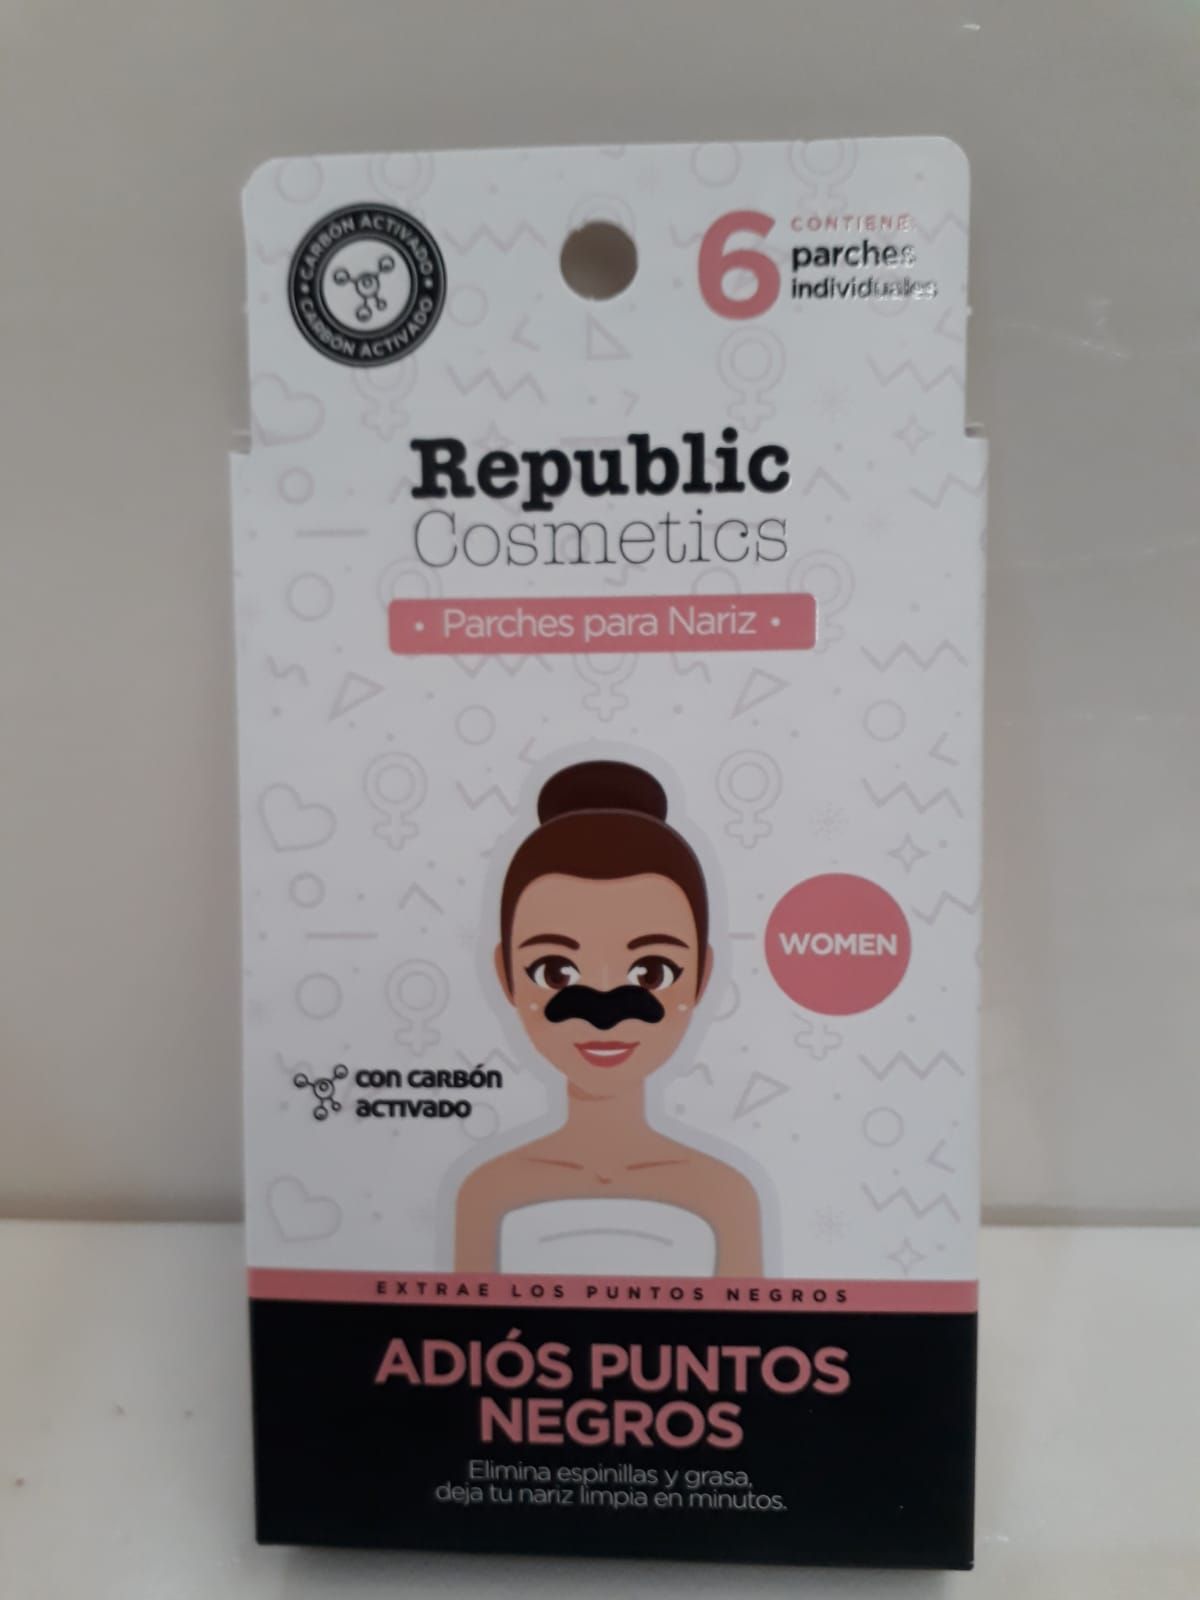 CARBÓN ACTIVADO
CARBÓN ACTIVADO
6
CONTIENE
parches
individuales
Republic
Cosmetics
• Parches para Nariz •
WOMEN
con carbón
activado
EXTRAE LOS PUNTOS NEGROS
ADIÓS PUNTOS
NEGROS
Elimina espinillas y grasa,
deja tu nariz limpia en minutos.